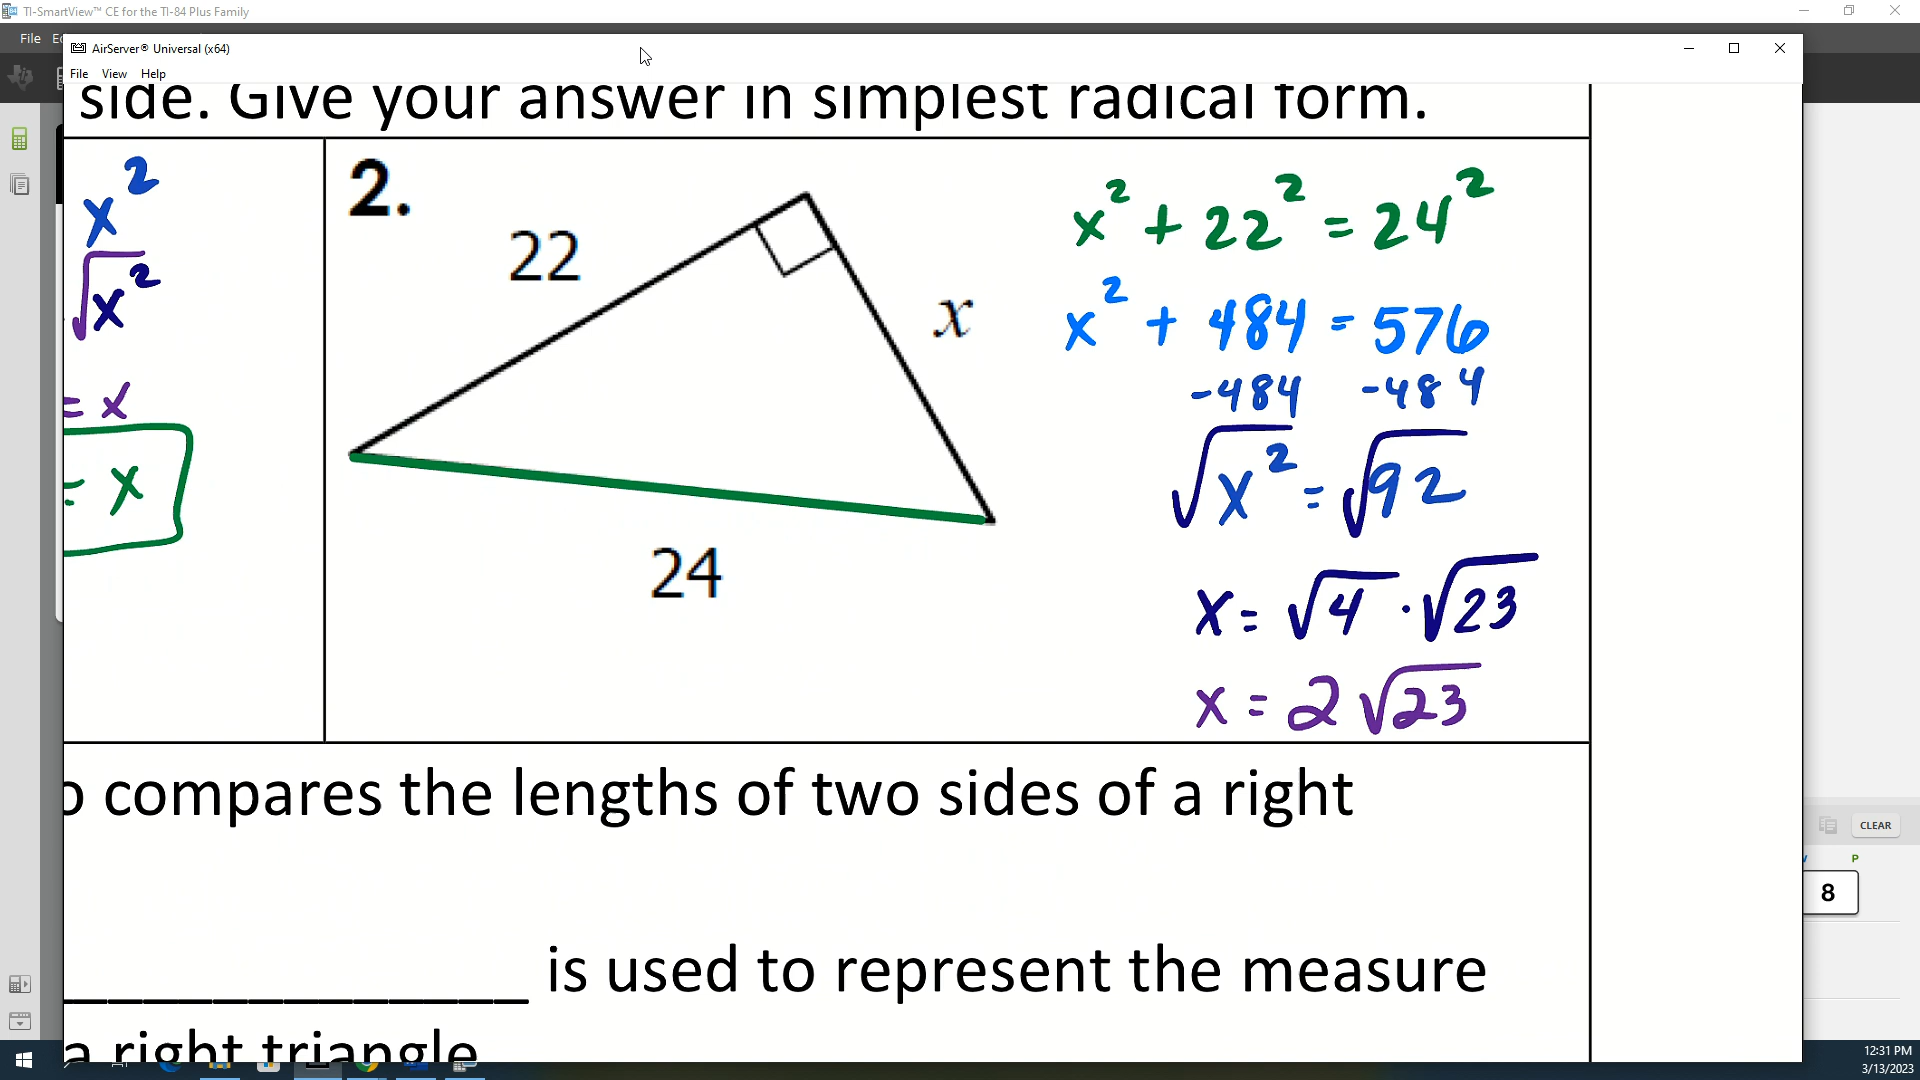 TI-SmartView™ CE for the TI-84 Plus Family
File
AirServer® Universal (x64)
File View Help
side. Give your answer in simplest radical form.
x²
√x²
= x
= x
2.
22
x
24
x² + 22² = 24²
x² + 484 = 576
-484 -484
√x² = √92
x = √4 · √23
x = 2√23
compares the lengths of two sides of a right
_______________ is used to represent the measure
a right triangle
CLEAR
P
8
12:31 PM
3/13/2023